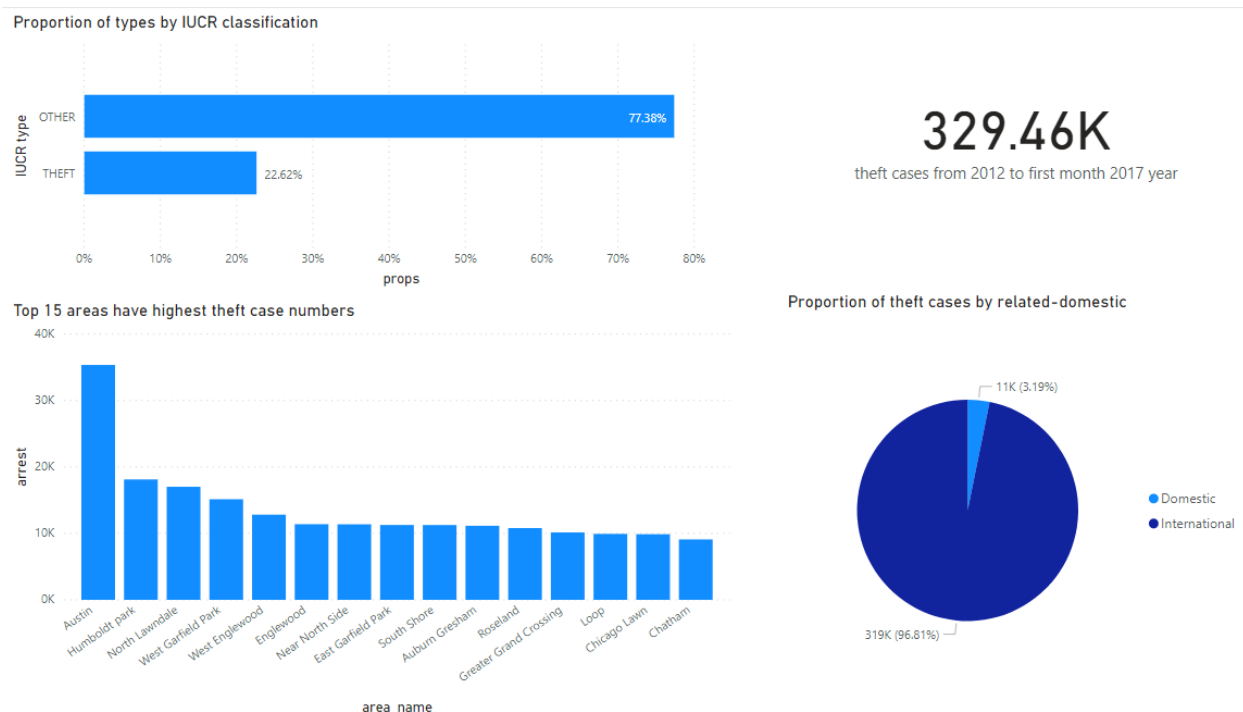 Proportion of types by IUCR classification
IUCR type
OTHER
77.38%
THEFT
22.62%
0% 10% 20% 30% 40% 50% 60% 70% 80%
props
329.46K
theft cases from 2012 to first month 2017 year
Top 15 areas have highest theft case numbers
arrest
40K
30K
20K
10K
0K
Austin
Humboldt park
North Lawndale
West Garfield Park
West Englewood
Englewood
Near North Side
East Garfield Park
South Shore
Auburn Gresham
Roseland
Greater Grand Crossing
Loop
Chicago Lawn
Chatham
area_name
Proportion of theft cases by related-domestic
11K (3.19%)
319K (96.81%)
Domestic
International